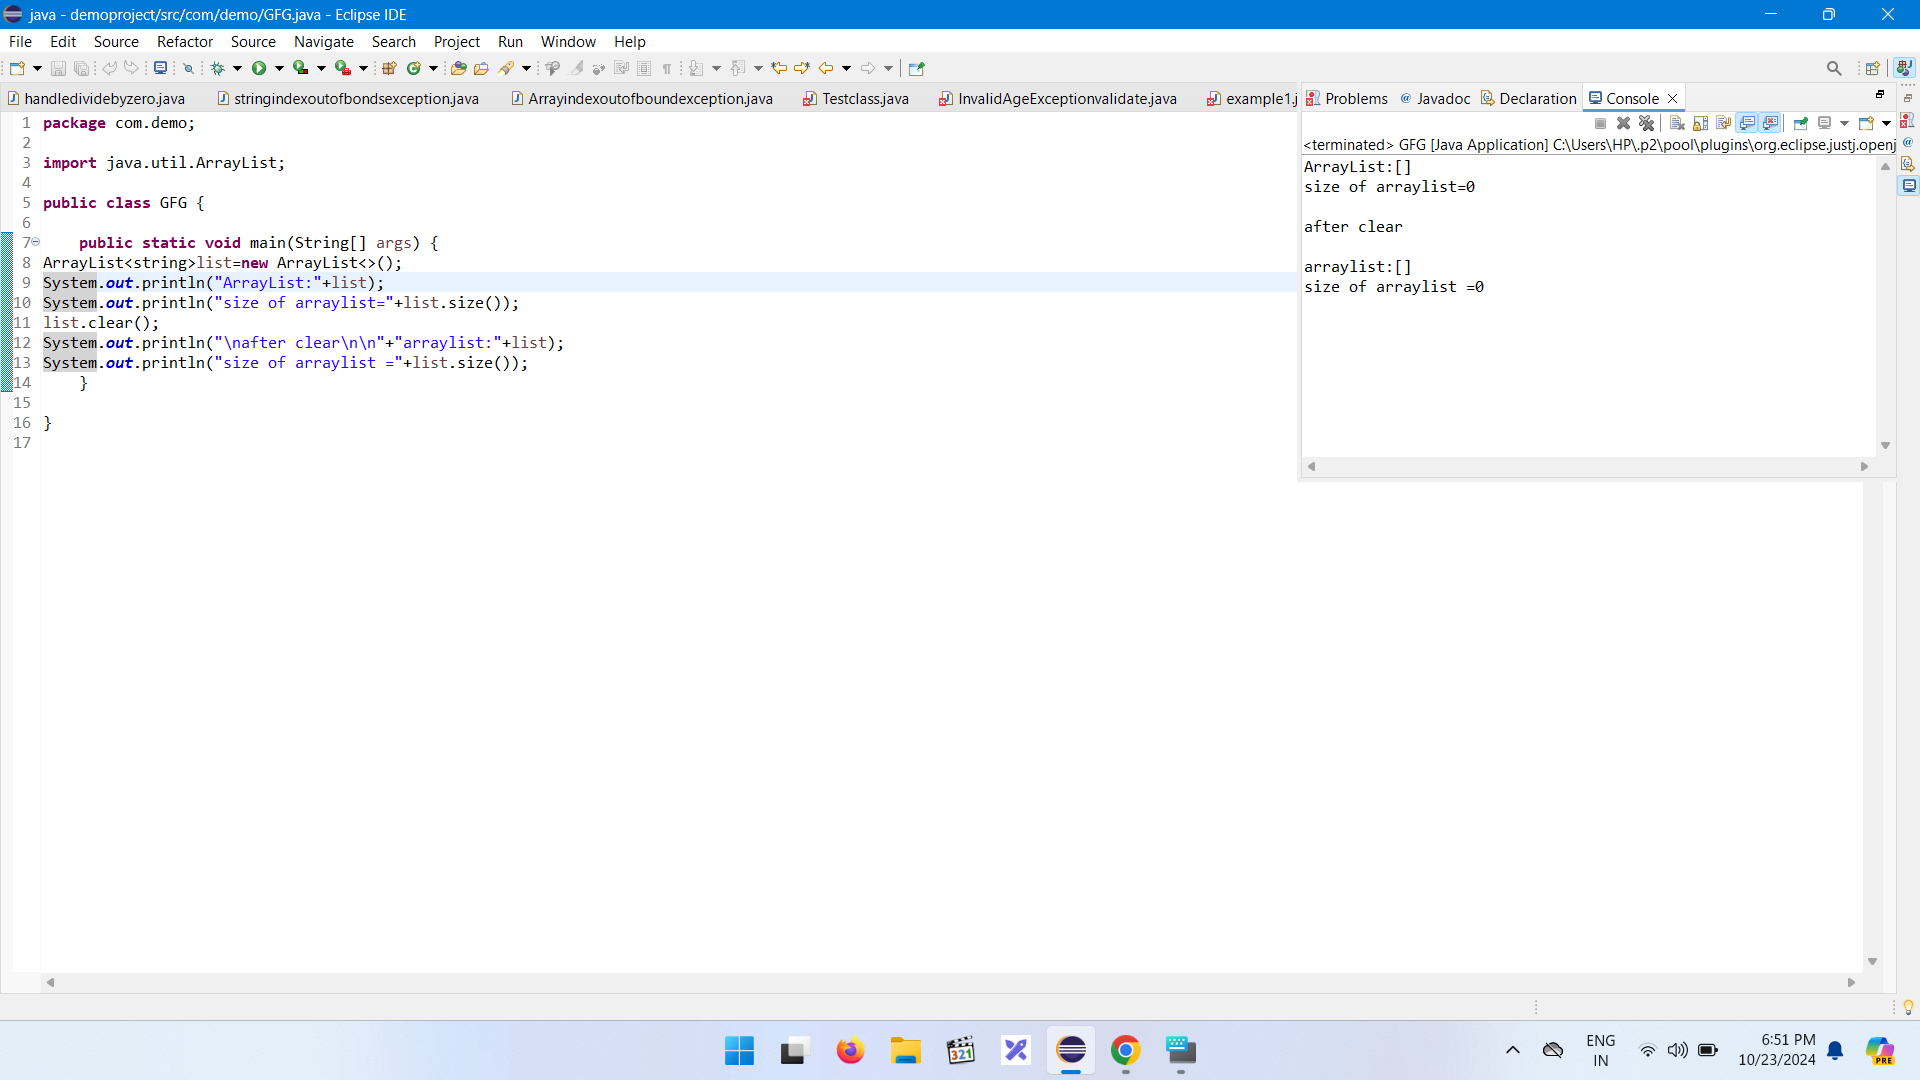 java - demoproject/src/com/demo/GFG.java - Eclipse IDE
File Edit Source Refactor Source Navigate Search Project Run Window Help
handledividebyzero.java stringindexoutofbondsexception.java Arrayindexoutofboundexception.java Testclass.java InvalidAgeExceptionvalidate.java example1.j
Problems Javadoc Declaration Console
<terminated> GFG [Java Application] C:\Users\HP\.p2\pool\plugins\org.eclipse.justj.openj
1 package com.demo;
2
3 import java.util.ArrayList;
4
5 public class GFG {
6
7 public static void main(String[] args) {
8 ArrayList<string>list=new ArrayList<>();
9 System.out.println("ArrayList:"+list);
10 System.out.println("size of arraylist="+list.size());
11 list.clear();
12 System.out.println("\nafter clear\n\n"+"arraylist:"+list);
13 System.out.println("size of arraylist ="+list.size());
14 }
15
16 }
17
ArrayList:[]
size of arraylist=0
after clear
arraylist:[]
size of arraylist =0
321
ENG
IN
6:51 PM
10/23/2024
PRE